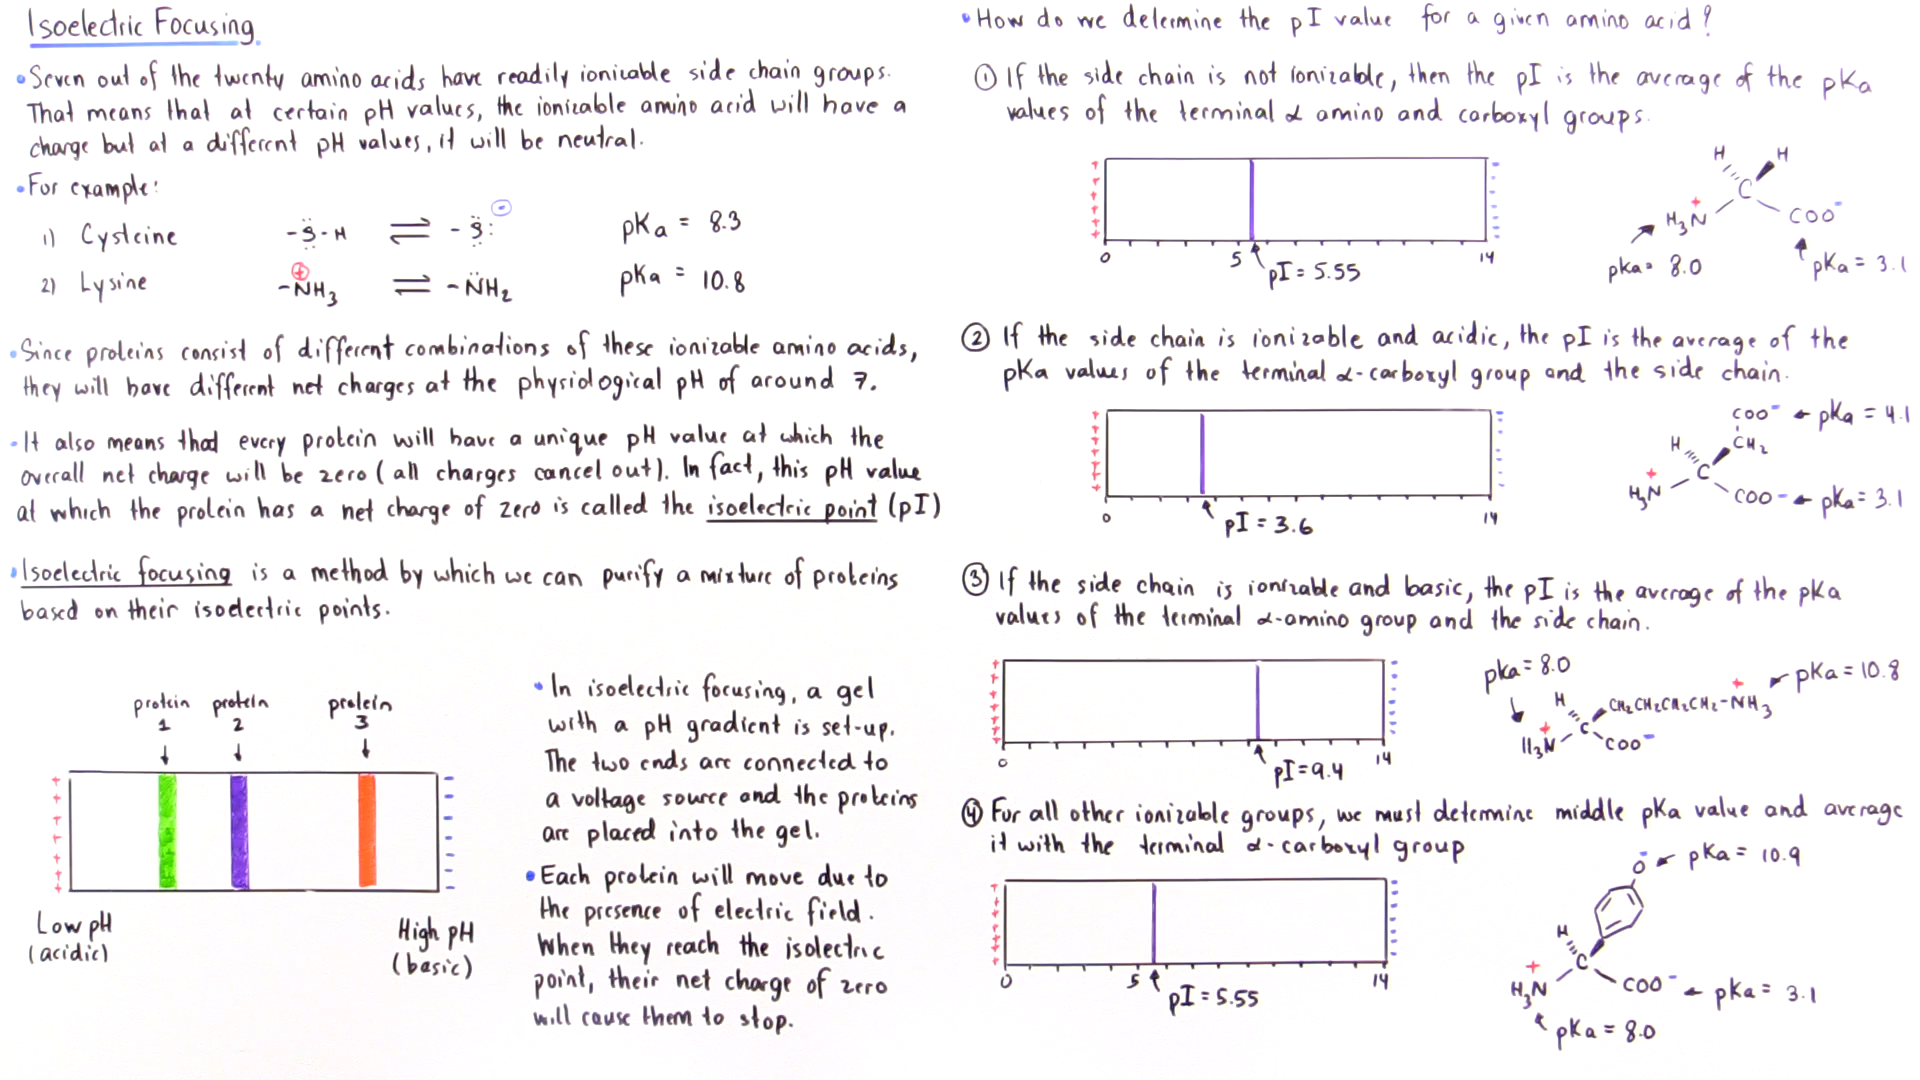 Isoelectric Focusing
• Seven out of the twenty amino acids have readily ionizable side chain groups.
That means that at certain pH values, the ionizable amino acid will have a
charge but at a different pH values, it will be neutral.
• For example:
1) Cysteine -S-H ⇌ -S: ⊖ pKa = 8.3
2) Lysine -NH3 ⊕ ⇌ -NH2 pKa = 10.8
• Since proteins consist of different combinations of these ionizable amino acids,
they will have different net charges at the physiological pH of around 7.
• It also means that every protein will have a unique pH value at which the
overall net charge will be zero (all charges cancel out). In fact, this pH value
at which the protein has a net charge of zero is called the isoelectric point (pI)
• Isoelectric focusing is a method by which we can purify a mixture of proteins
based on their isoelectric points.
protein 1
protein 2
protein 3
Low pH
(acidic)
High pH
(basic)
• In isoelectric focusing, a gel
with a pH gradient is set-up.
The two ends are connected to
a voltage source and the proteins
are placed into the gel.
• Each protein will move due to
the presence of electric field.
When they reach the isolectric
point, their net charge of zero
will cause them to stop.
• How do we determine the pI value for a given amino acid?
① If the side chain is not ionizable, then the pI is the average of the pKa
values of the terminal α amino and carboxyl groups.
0 5 14
pI = 5.55
H H
C
H3N+ COO-
pKa = 8.0
pKa = 3.1
② If the side chain is ionizable and acidic, the pI is the average of the
pKa values of the terminal α-carboxyl group and the side chain.
0 14
pI = 3.6
COO- pKa = 4.1
H CH2
C
H3N+ COO- pKa = 3.1
③ If the side chain is ionizable and basic, the pI is the average of the pKa
values of the terminal α-amino group and the side chain.
0 14
pI = 9.4
pKa = 8.0
pKa = 10.8
H CH2CH2CH2CH2-NH3+
C
H3N+ COO-
④ For all other ionizable groups, we must determine middle pKa value and average
it with the terminal α-carboxyl group
0 5 14
pI = 5.55
O- pKa = 10.9
H
C
H3N+ COO- pKa = 3.1
pKa = 8.0